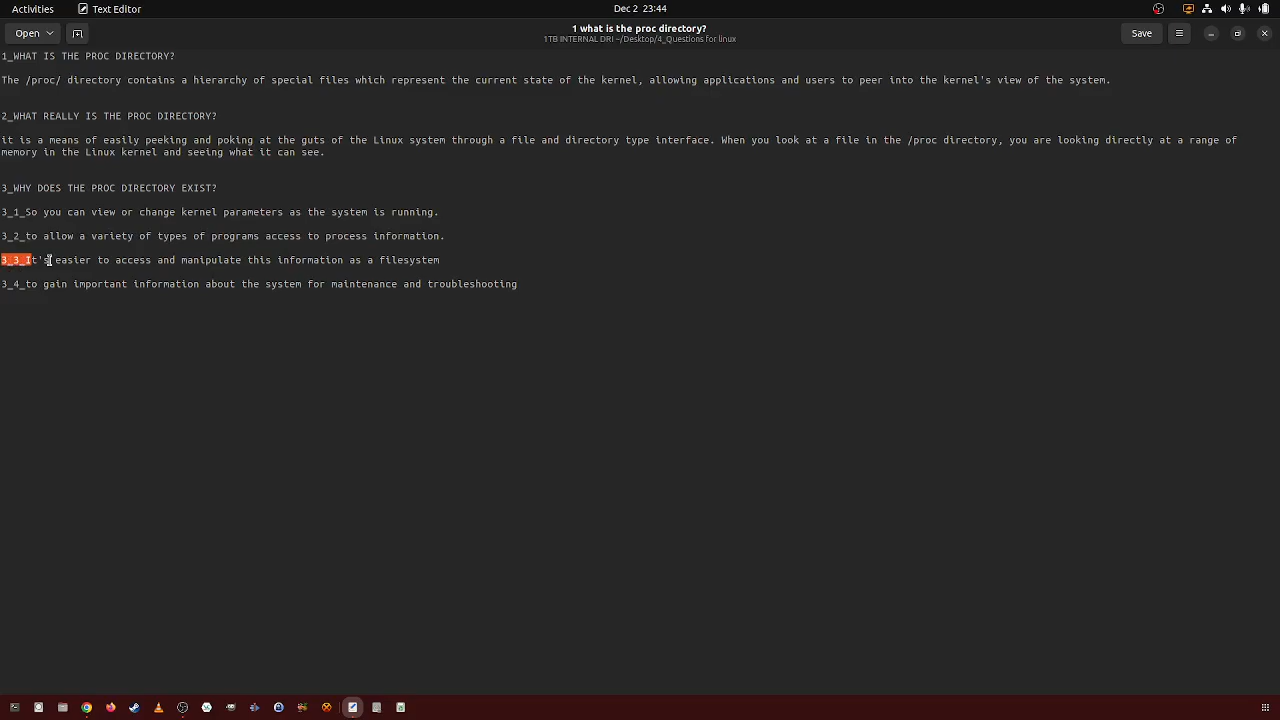 Activities
Text Editor
Dec 2 23:44
Open
1 what is the proc directory?
1TB INTERNAL DRI ~/Desktop/4_Questions for linux
Save
1_WHAT IS THE PROC DIRECTORY?
The /proc/ directory contains a hierarchy of special files which represent the current state of the kernel, allowing applications and users to peer into the kernel's view of the system.
2_WHAT REALLY IS THE PROC DIRECTORY?
it is a means of easily peeking and poking at the guts of the Linux system through a file and directory type interface. When you look at a file in the /proc directory, you are looking directly at a range of
memory in the Linux kernel and seeing what it can see.
3_WHY DOES THE PROC DIRECTORY EXIST?
3_1_So you can view or change kernel parameters as the system is running.
3_2_to allow a variety of types of programs access to process information.
3_3_It's easier to access and manipulate this information as a filesystem
3_4_to gain important information about the system for maintenance and troubleshooting